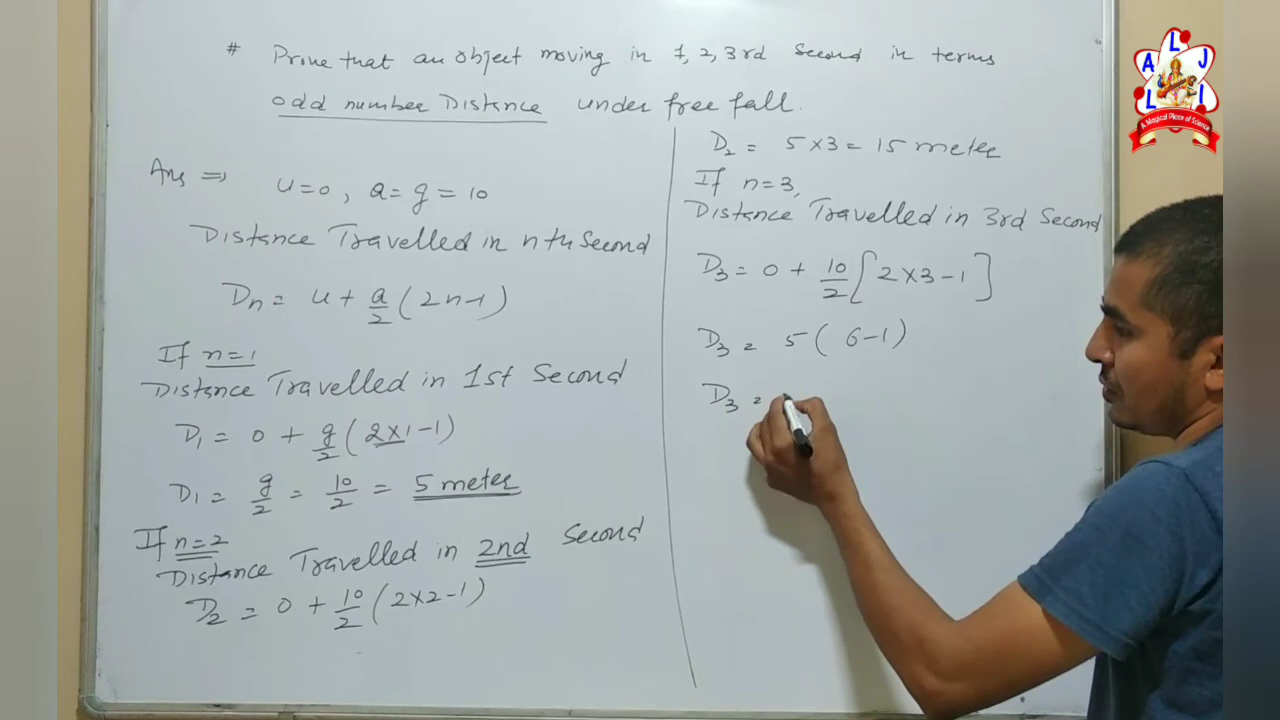 # Prove that an object moving in 1, 2, 3rd Second in terms
odd number Distance under free fall.
Ans ⇒ u=0, a=g=10
Distance Travelled in nth Second
Dn = u + a/2 (2n-1)
If n=1
Distance Travelled in 1st Second
D₁ = 0 + g/2 (2×1-1)
D₁ = g/2 = 10/2 = 5 meter
If n=2
Distance Travelled in 2nd Second
D₂ = 0 + 10/2 (2×2-1)
D₂ = 5×3 = 15 meter
If n=3,
Distance Travelled in 3rd Second
D₃ = 0 + 10/2 [2×3-1]
D₃ = 5(6-1)
D₃ =
L
A J
L I
A Magical Place of Science